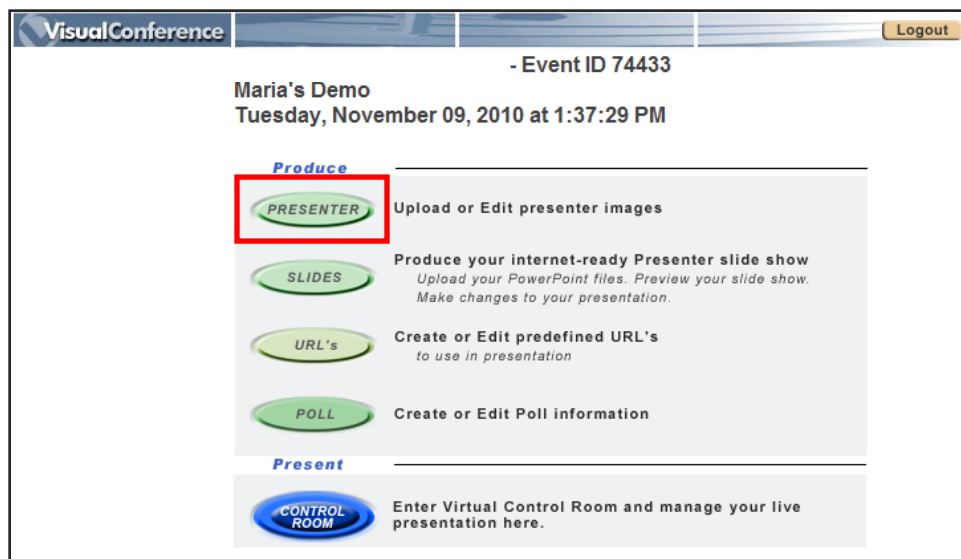 VisualConference
Logout
- Event ID 74433
Maria's Demo
Tuesday, November 09, 2010 at 1:37:29 PM
Produce
PRESENTER
Upload or Edit presenter images
SLIDES
Produce your internet-ready Presenter slide show
Upload your PowerPoint files. Preview your slide show.
Make changes to your presentation.
URL's
Create or Edit predefined URL's
to use in presentation
POLL
Create or Edit Poll information
Present
CONTROL
ROOM
Enter Virtual Control Room and manage your live
presentation here.